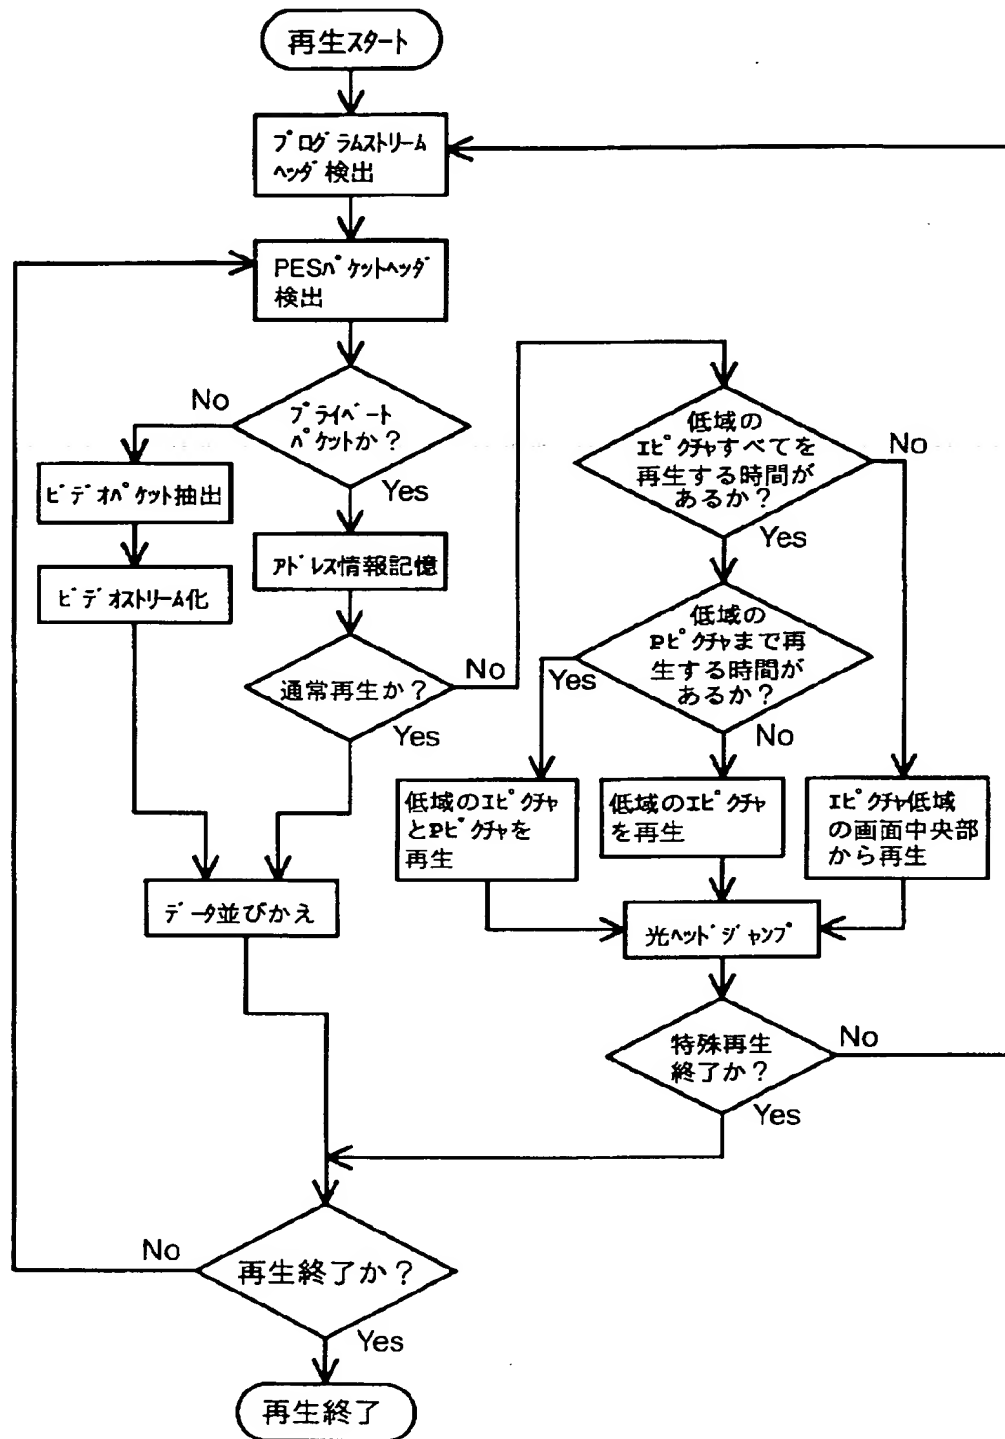 再生スタート
プログラムストリーム
ヘッダ検出
PESパケットヘッダ
検出
No
プライベート
パケットか？
Yes
ビデオパケット抽出
ビデオストリーム化
アドレス情報記憶
通常再生か？
No
Yes
データ並びかえ
低域の
Iピクチャすべてを
再生する時間が
あるか？
No
Yes
低域の
Pピクチャまで再
生する時間が
あるか？
Yes
No
低域のIピクチャ
とPピクチャを
再生
低域のIピクチャ
を再生
Iピクチャ低域
の画面中央部
から再生
光ヘッドジャンプ
特殊再生
終了か？
No
Yes
再生終了か？
No
Yes
再生終了